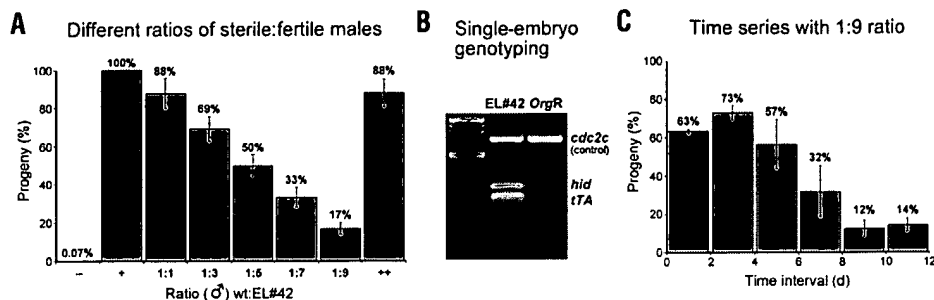 A
Different ratios of sterile:fertile males
Progeny (%)
100
80
60
40
20
0
0.07%
100%
88%
69%
50%
33%
17%
88%
–
+
1:1
1:3
1:5
1:7
1:9
++
Ratio (♂) wt:EL#42
B
Single-embryo
genotyping
EL#42 OrgR
cdc2c
(control)
hid
tTA
C
Time series with 1:9 ratio
Progeny (%)
100
80
60
40
20
0
63%
73%
57%
32%
12%
14%
0
2
4
6
8
10
12
Time interval (d)